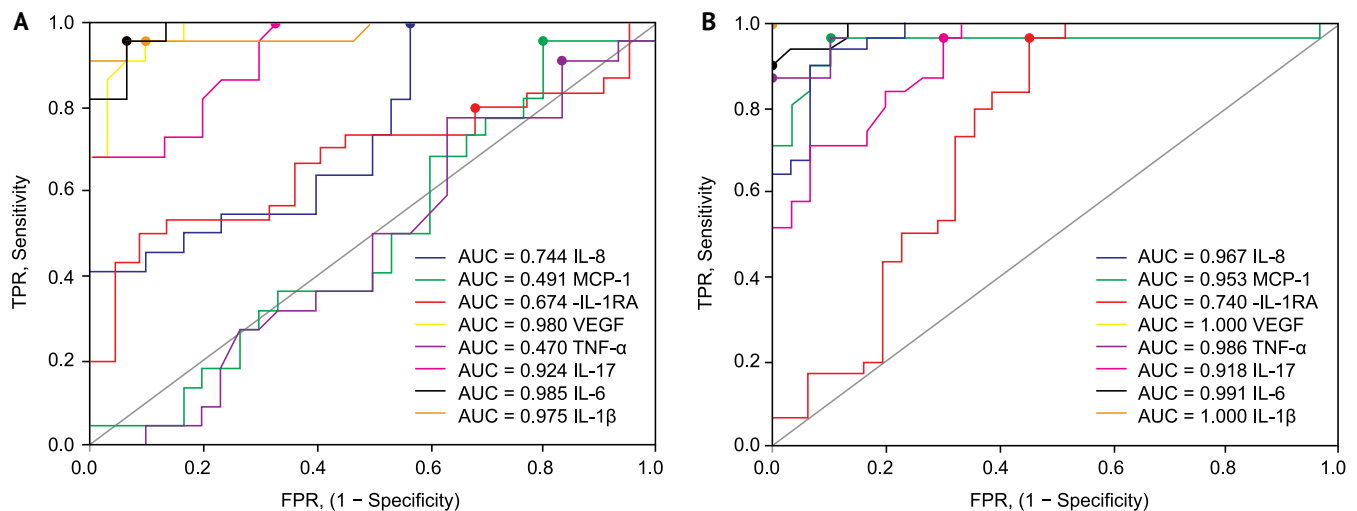 A
1.0
0.8
0.6
0.4
0.2
0.0
TPR, Sensitivity
AUC = 0.744 IL-8
AUC = 0.491 MCP-1
AUC = 0.674 -IL-1RA
AUC = 0.980 VEGF
AUC = 0.470 TNF-α
AUC = 0.924 IL-17
AUC = 0.985 IL-6
AUC = 0.975 IL-1β
0.0 0.2 0.4 0.6 0.8 1.0
FPR, (1 − Specificity)
B
1.0
0.8
0.6
0.4
0.2
0.0
TPR, Sensitivity
AUC = 0.967 IL-8
AUC = 0.953 MCP-1
AUC = 0.740 -IL-1RA
AUC = 1.000 VEGF
AUC = 0.986 TNF-α
AUC = 0.918 IL-17
AUC = 0.991 IL-6
AUC = 1.000 IL-1β
0.0 0.2 0.4 0.6 0.8 1.0
FPR, (1 − Specificity)